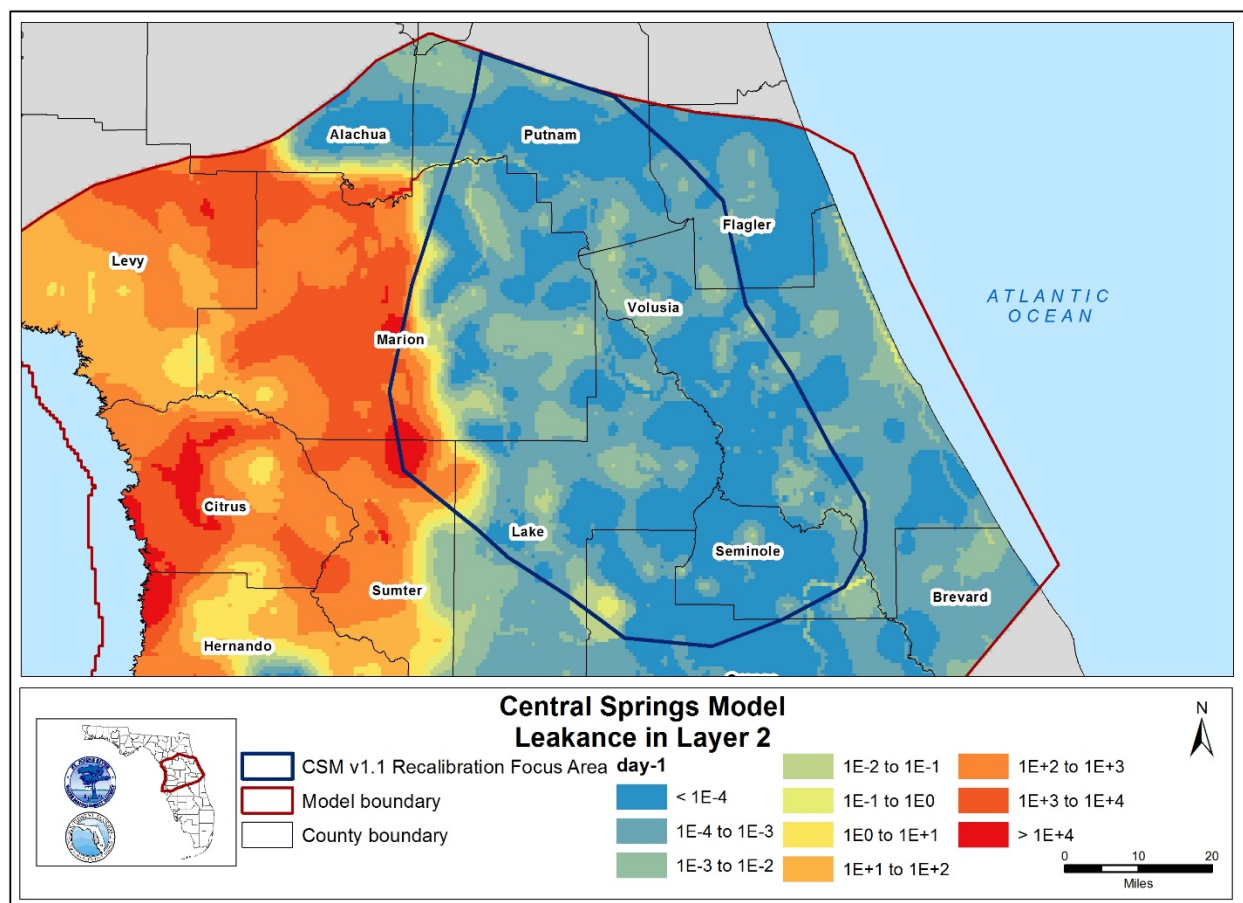 Alachua
Putnam
Flagler
Levy
Volusia
ATLANTIC
OCEAN
Marion
Citrus
Lake
Seminole
Sumter
Brevard
Hernando
Central Springs Model
Leakance in Layer 2
N
CSM v1.1 Recalibration Focus Area
Model boundary
County boundary
day-1
< 1E-4
1E-4 to 1E-3
1E-3 to 1E-2
1E-2 to 1E-1
1E-1 to 1E0
1E0 to 1E+1
1E+1 to 1E+2
1E+2 to 1E+3
1E+3 to 1E+4
> 1E+4
0 10 20
Miles